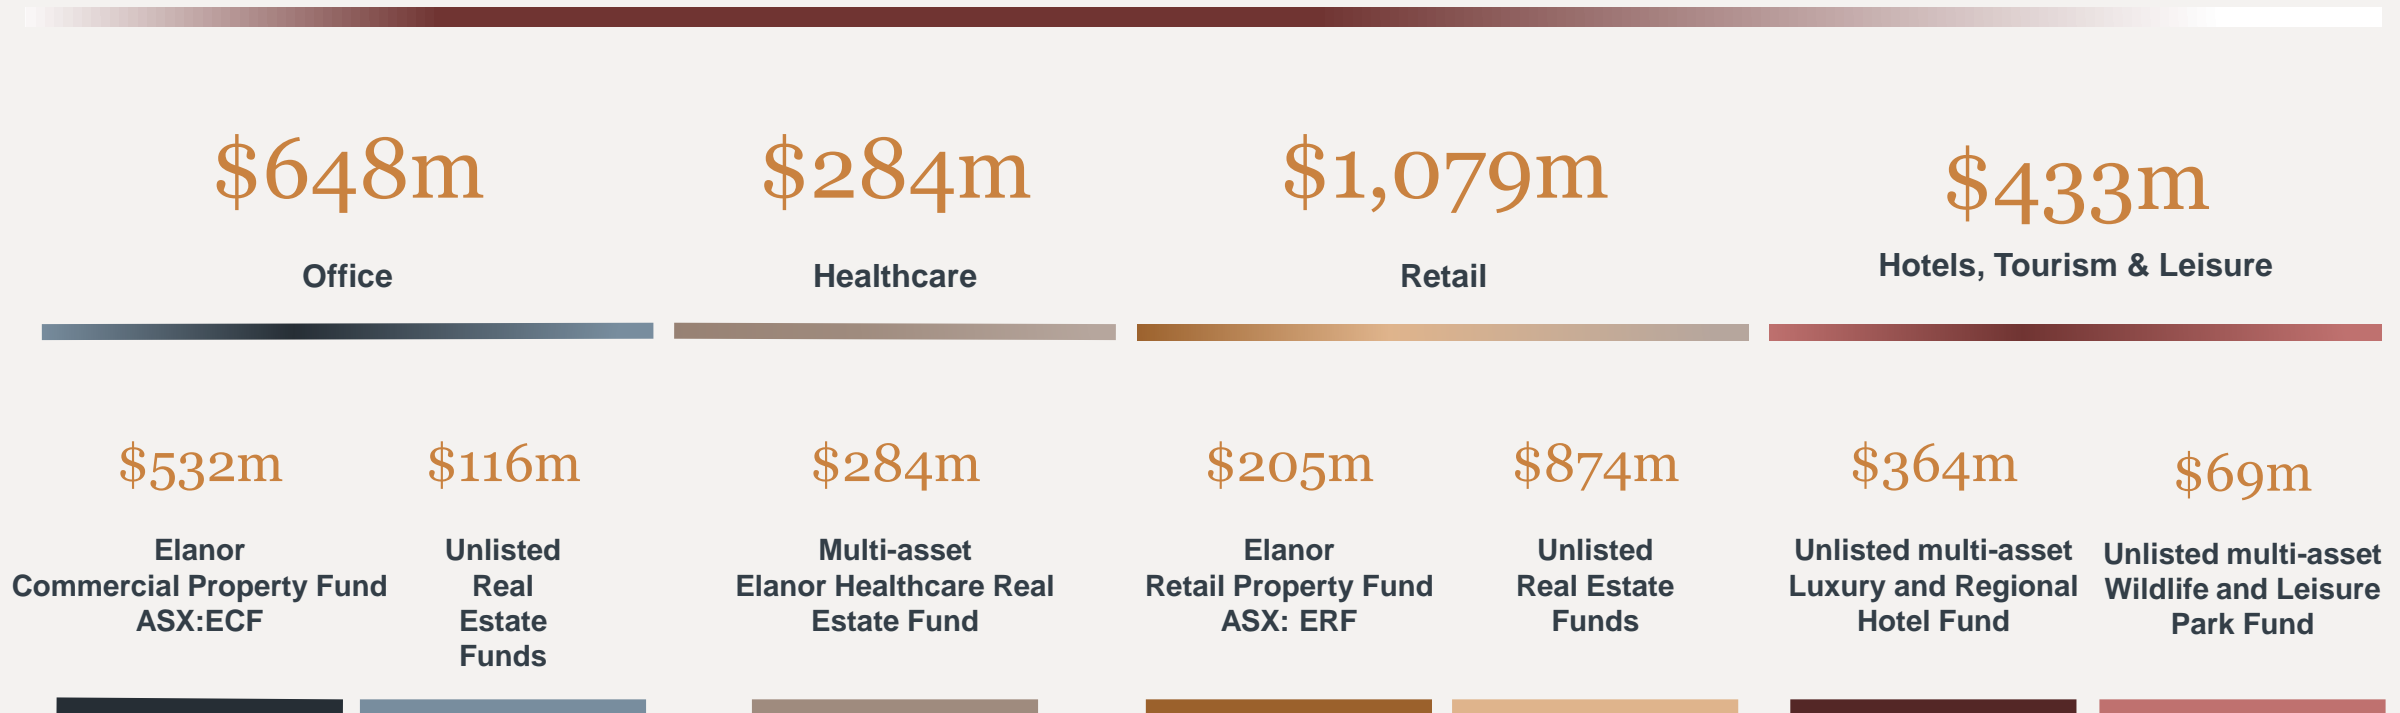 $648m
Office
$284m
Healthcare
$1,079m
Retail
$433m
Hotels, Tourism & Leisure
$532m
Elanor
Commercial Property Fund
ASX:ECF
$116m
Unlisted
Real
Estate
Funds
$284m
Multi-asset
Elanor Healthcare Real
Estate Fund
$205m
Elanor
Retail Property Fund
ASX: ERF
$874m
Unlisted
Real Estate
Funds
$364m
Unlisted multi-asset
Luxury and Regional
Hotel Fund
$69m
Unlisted multi-asset
Wildlife and Leisure
Park Fund